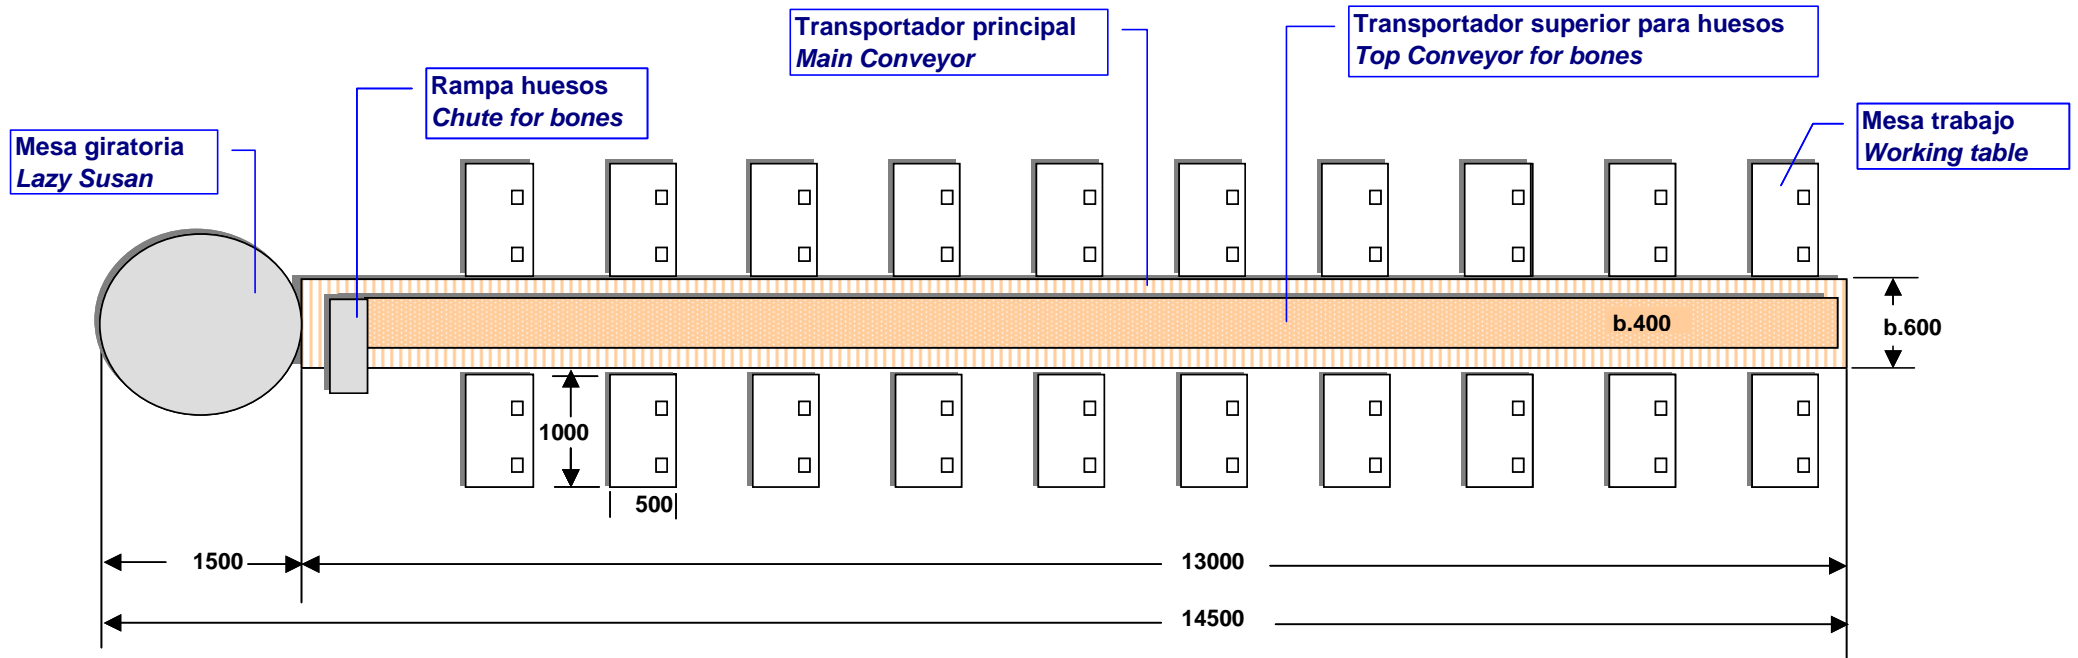 Transportador principal
Main Conveyor
Transportador superior para huesos
Top Conveyor for bones
Rampa huesos
Chute for bones
Mesa giratoria
Lazy Susan
Mesa trabajo
Working table
b.400
b.600
1000
500
1500
13000
14500